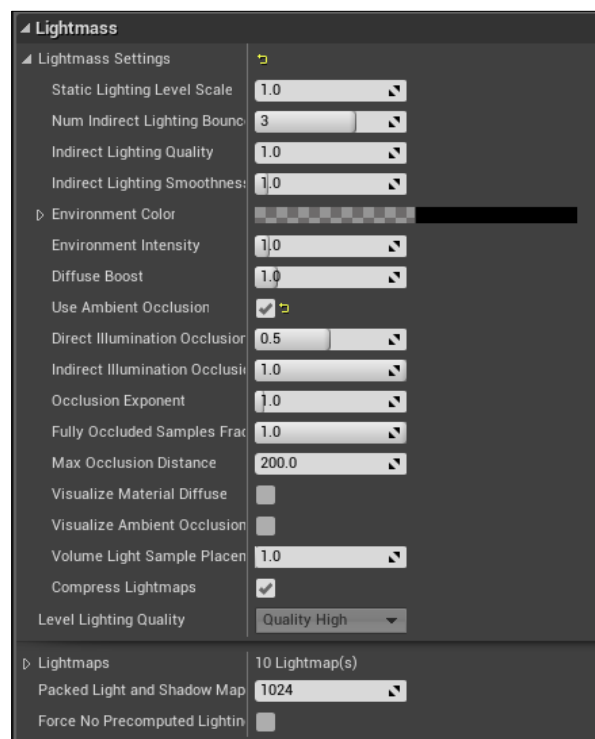 Lightmass
Lightmass Settings
Static Lighting Level Scale 1.0
Num Indirect Lighting Bounc 3
Indirect Lighting Quality 1.0
Indirect Lighting Smoothnes 1.0
Environment Color
Environment Intensity 1.0
Diffuse Boost 1.0
Use Ambient Occlusion
Direct Illumination Occlusion 0.5
Indirect Illumination Occlusi 1.0
Occlusion Exponent 1.0
Fully Occluded Samples Frac 1.0
Max Occlusion Distance 200.0
Visualize Material Diffuse
Visualize Ambient Occlusion
Volume Light Sample Placen 1.0
Compress Lightmaps
Level Lighting Quality Quality High
Lightmaps 10 Lightmap(s)
Packed Light and Shadow Map 1024
Force No Precomputed Lightin